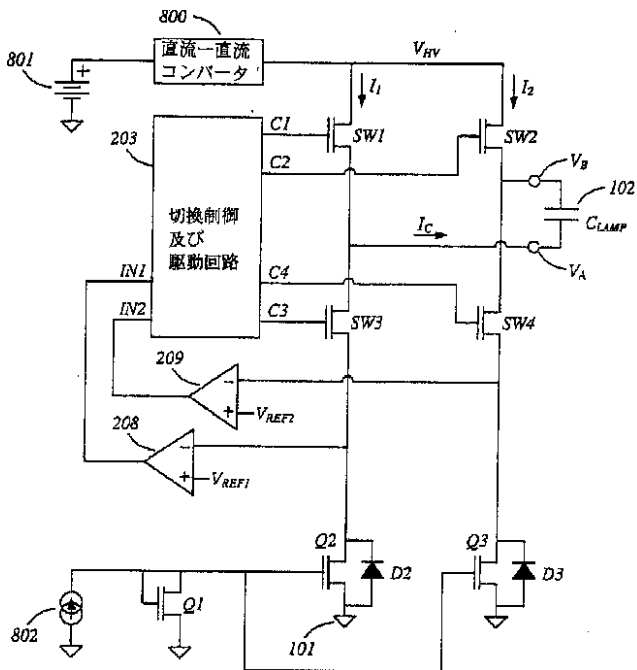 800
801
+
直流－直流
コンバータ
V_HV
I_1
I_2
203
C1
SW1
SW2
C2
V_B
102
切換制御
及び
駆動回路
I_C
C_LAMP
V_A
IN1
C4
IN2
C3
SW3
SW4
209
−
+
V_REF2
208
−
+
V_REF1
Q2
Q3
D2
D3
802
Q1
101